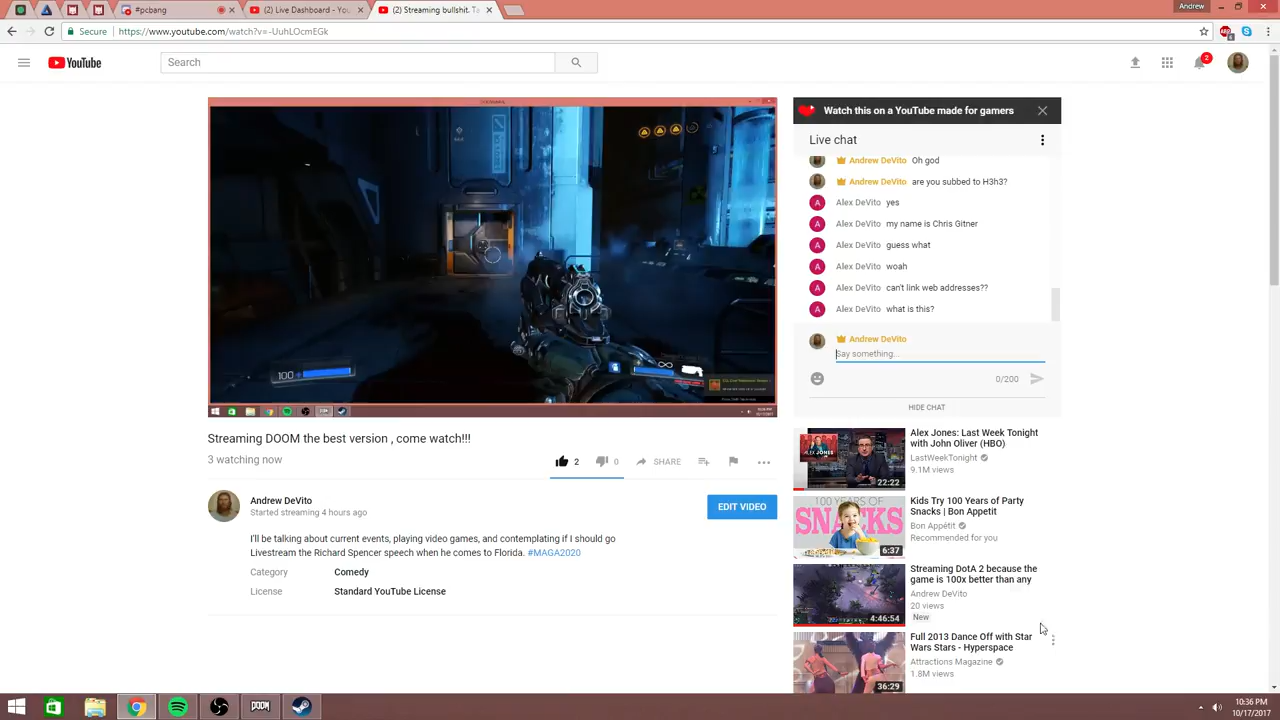 Andrew
#pcbang
(2) Live Dashboard - You
(2) Streaming bullshit. Ta
Secure
https://www.youtube.com/watch?v=-UuhLOcmEGk
YouTube
Search
2
Watch this on a YouTube made for gamers
Live chat
Andrew DeVito Oh god
Andrew DeVito are you subbed to H3h3?
A Alex DeVito yes
A Alex DeVito my name is Chris Gitner
A Alex DeVito guess what
A Alex DeVito woah
A Alex DeVito can't link web addresses??
A Alex DeVito what is this?
Andrew DeVito
Say something...
0/200
HIDE CHAT
100
Streaming DOOM the best version , come watch!!!
3 watching now
2
0
SHARE
Andrew DeVito
Started streaming 4 hours ago
EDIT VIDEO
I'll be talking about current events, playing video games, and contemplating if I should go
Livestream the Richard Spencer speech when he comes to Florida. #MAGA2020
Category Comedy
License Standard YouTube License
22:22
Alex Jones: Last Week Tonight
with John Oliver (HBO)
LastWeekTonight
9.1M views
100 YEARS OF
SNACKS
6:37
Kids Try 100 Years of Party
Snacks | Bon Appetit
Bon Appétit
Recommended for you
4:46:54
Streaming DotA 2 because the
game is 100x better than any
Andrew DeVito
20 views
New
36:29
Full 2013 Dance Off with Star
Wars Stars - Hyperspace
Attractions Magazine
1.8M views
DOOM
10:36 PM
10/17/2017